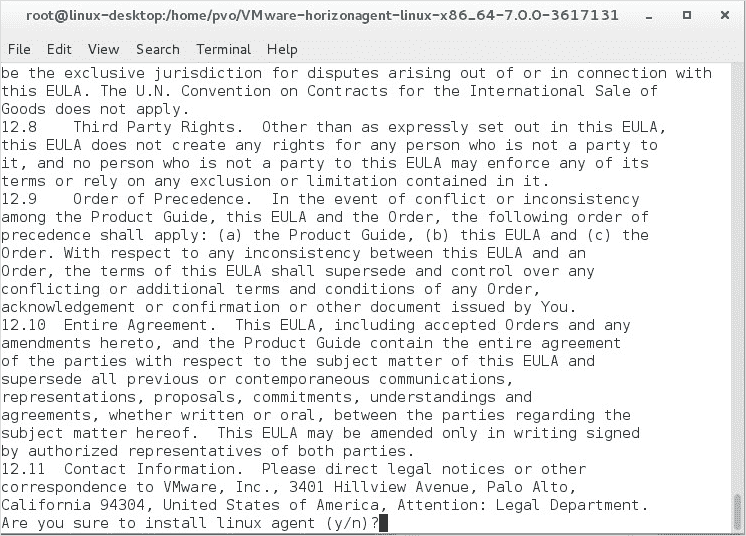 root@linux-desktop:/home/pvo/VMware-horizonagent-linux-x86_64-7.0.0-3617131
File Edit View Search Terminal Help
be the exclusive jurisdiction for disputes arising out of or in connection with
this EULA. The U.N. Convention on Contracts for the International Sale of
Goods does not apply.
12.8    Third Party Rights.  Other than as expressly set out in this EULA,
this EULA does not create any rights for any person who is not a party to
it, and no person who is not a party to this EULA may enforce any of its
terms or rely on any exclusion or limitation contained in it.
12.9    Order of Precedence.  In the event of conflict or inconsistency
among the Product Guide, this EULA and the Order, the following order of
precedence shall apply: (a) the Product Guide, (b) this EULA and (c) the
Order. With respect to any inconsistency between this EULA and an
Order, the terms of this EULA shall supersede and control over any
conflicting or additional terms and conditions of any Order,
acknowledgement or confirmation or other document issued by You.
12.10  Entire Agreement.  This EULA, including accepted Orders and any
amendments hereto, and the Product Guide contain the entire agreement
of the parties with respect to the subject matter of this EULA and
supersede all previous or contemporaneous communications,
representations, proposals, commitments, understandings and
agreements, whether written or oral, between the parties regarding the
subject matter hereof.  This EULA may be amended only in writing signed
by authorized representatives of both parties.
12.11  Contact Information.  Please direct legal notices or other
correspondence to VMware, Inc., 3401 Hillview Avenue, Palo Alto,
California 94304, United States of America, Attention: Legal Department.
Are you sure to install linux agent (y/n)?